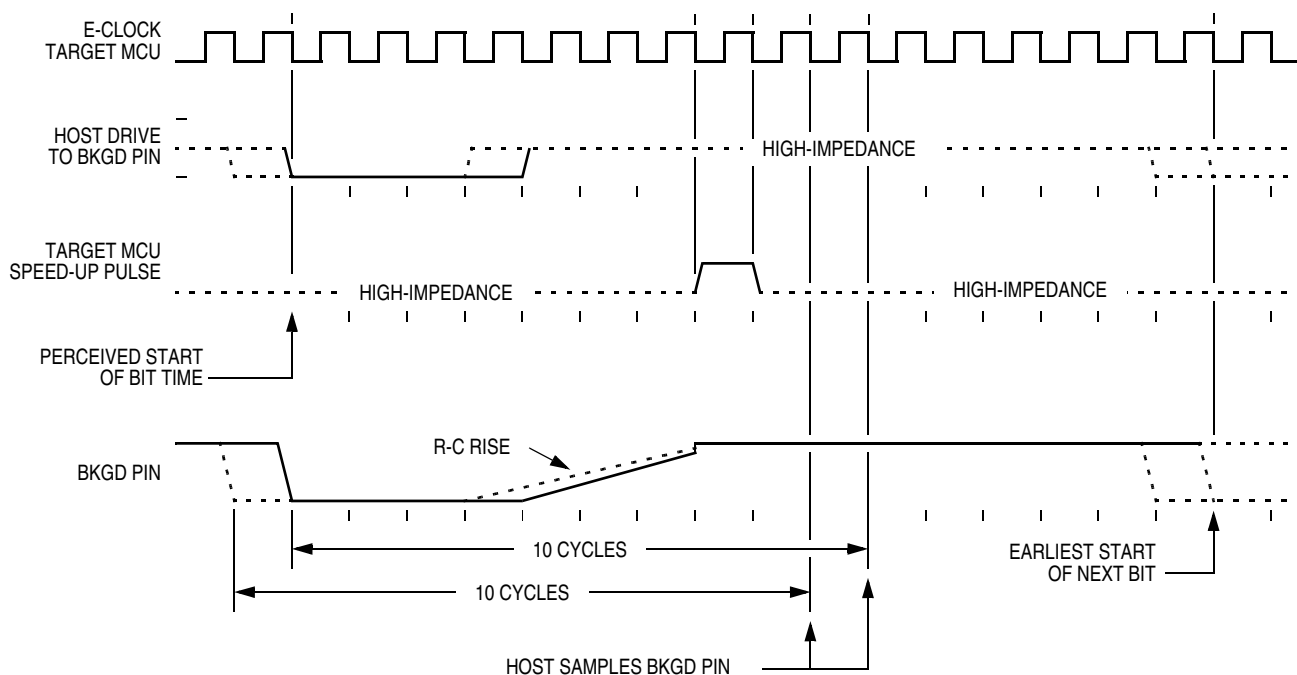 E-CLOCK
TARGET MCU
HOST DRIVE
TO BKGD PIN
HIGH-IMPEDANCE
TARGET MCU
SPEED-UP PULSE
HIGH-IMPEDANCE
HIGH-IMPEDANCE
PERCEIVED START
OF BIT TIME
R-C RISE
BKGD PIN
10 CYCLES
EARLIEST START
OF NEXT BIT
10 CYCLES
HOST SAMPLES BKGD PIN